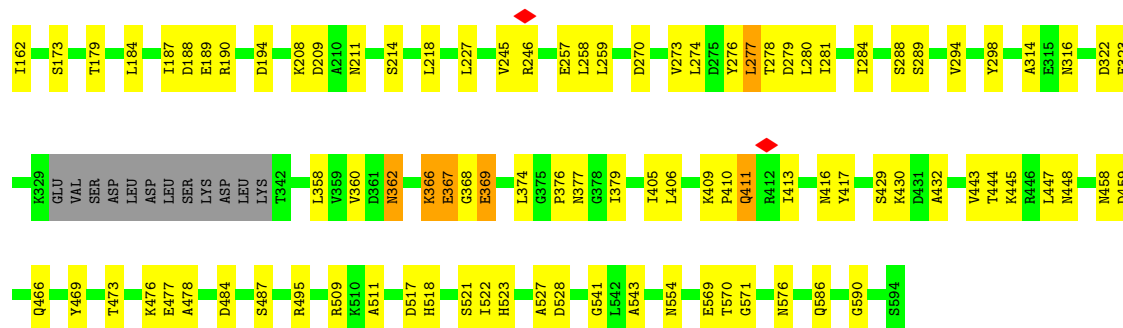 I162 S173 T179 L184 I187 D188 E189 R190 D194 K208 D209 A210 N211 S214 L218 L227 V245 R246 E257 L258 L259 D270 V273 L274 D275 Y276 L277 T278 D279 L280 I281 I284 S288 S289 V294 Y298 A314 E315 N316 D322
K329 GLU VAL SER ASP LEU ASP LEU SER LYS ASP LEU LYS T342 L358 V359 V360 D361 N362 K366 E367 G368 E369 L374 G375 P376 N377 G378 I379 I405 L406 K409 P410 Q411 R412 I413 N416 Y417 S429 K430 D431 A432 V443 T444 K445 R446 L447 N448 N458
Q466 Y469 T473 K476 E477 A478 D484 S487 R495 R509 K510 A511 D517 H518 S521 I522 H523 A527 D528 G541 L542 A543 N554 E569 T570 G571 N576 Q586 G590 S594